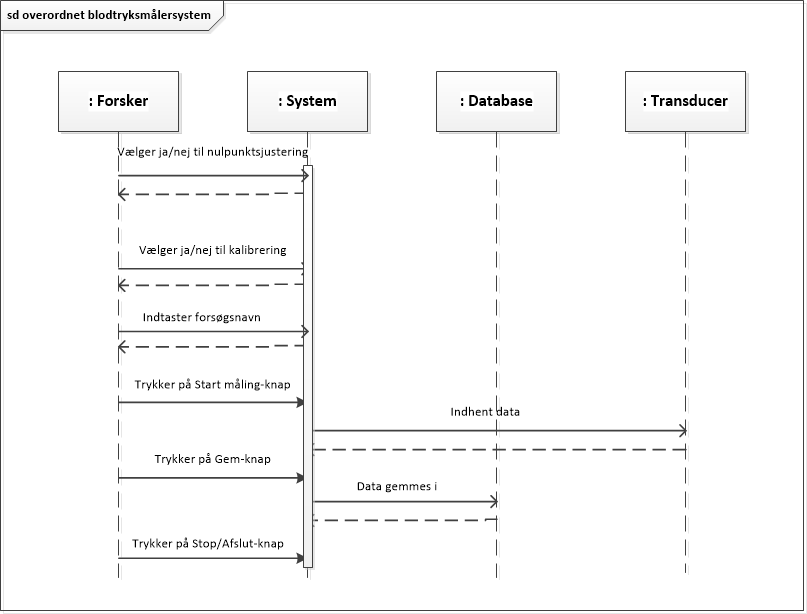 sd overordnet blodtryksmålersystem
: Forsker
: System
: Database
: Transducer
Vælger ja/nej til nulpunktsjustering
Vælger ja/nej til kalibrering
Indtaster forsøgsnavn
Trykker på Start måling-knap
Indhent data
Trykker på Gem-knap
Data gemmes i
Trykker på Stop/Afslut-knap